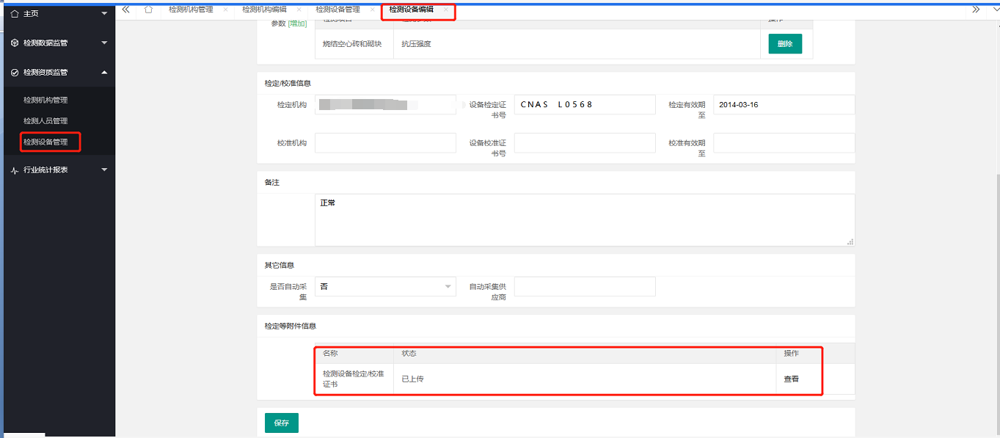 主页
检测机构管理
检测机构编辑
检测设备管理
检测设备编辑
检测数据监管
检测资质监管
检测机构管理
检测人员管理
检测设备管理
行业统计报表
参数 [增加]
烧结空心砖和砌块
抗压强度
删除
检定/校准信息
检定机构
设备检定证
书号
CNAS L0568
检定有效期
至
2014-03-16
校准机构
设备校准证
书号
校准有效期
至
备注
正常
其它信息
是否自动采
集
否
自动采集供
应商
检定等附件信息
名称
状态
操作
检测设备检定/校准
证书
已上传
查看
保存